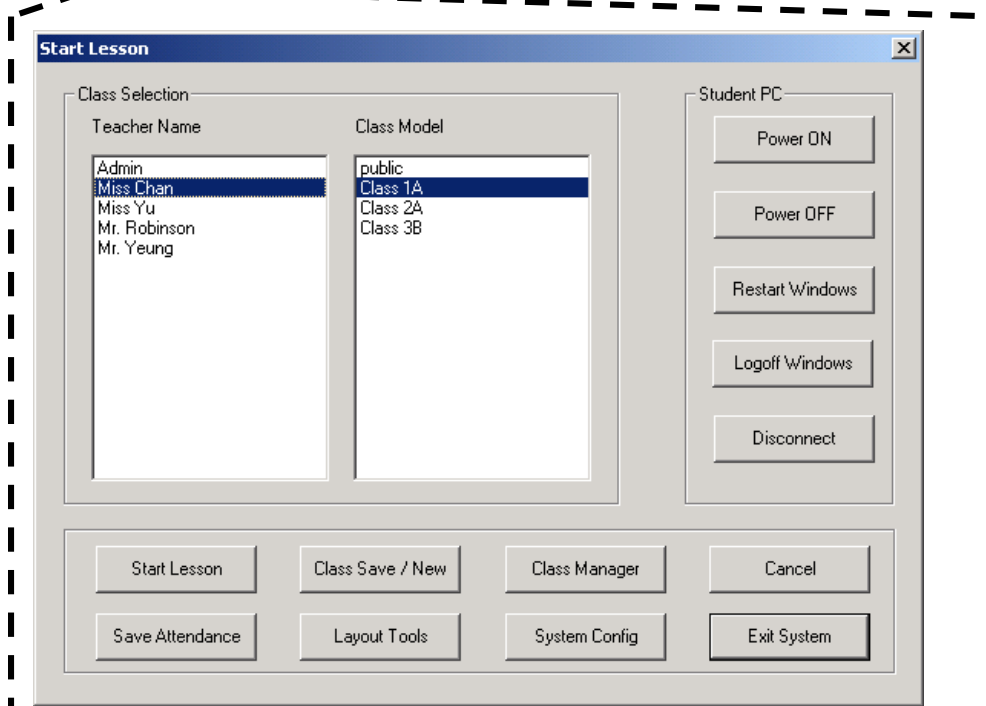 Start Lesson
Class Selection
Teacher Name
Admin
Miss Chan
Miss Yu
Mr. Robinson
Mr. Yeung
Class Model
public
Class 1A
Class 2A
Class 3B
Student PC
Power ON
Power OFF
Restart Windows
Logoff Windows
Disconnect
Start Lesson
Class Save / New
Class Manager
Cancel
Save Attendance
Layout Tools
System Config
Exit System